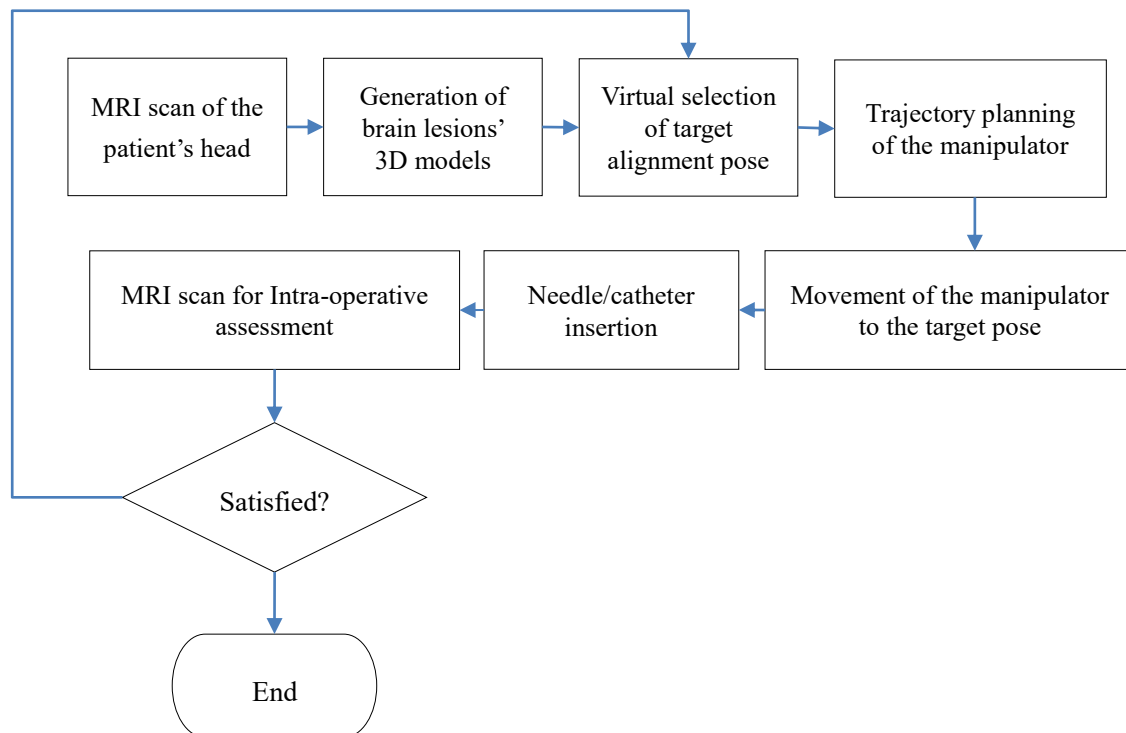 MRI scan of the
patient’s head
Generation of
brain lesions’
3D models
Virtual selection
of target
alignment pose
Trajectory planning
of the manipulator
Movement of the manipulator
to the target pose
Needle/catheter
insertion
MRI scan for Intra-operative
assessment
Satisfied?
End